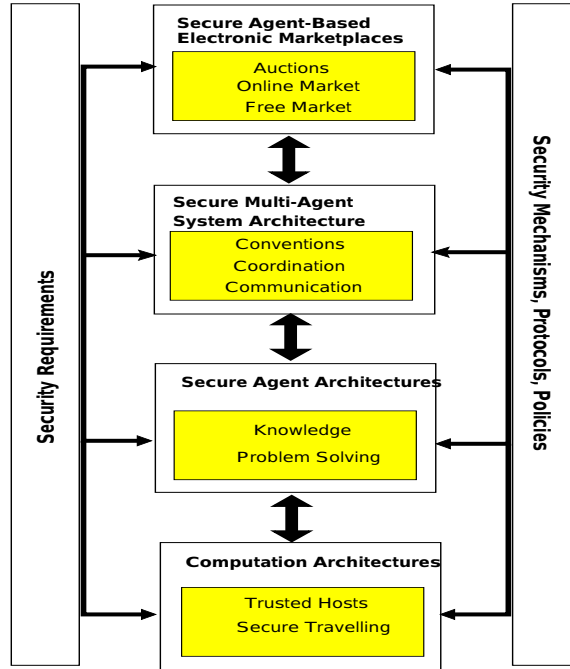 Secure Agent-Based
Electronic Marketplaces
Auctions
Online Market
Free Market
Secure Multi-Agent
System Architecture
Conventions
Coordination
Communication
Secure Agent Architectures
Knowledge
Problem Solving
Computation Architectures
Trusted Hosts
Secure Travelling
Security Requirements
Security Mechanisms, Protocols, Policies